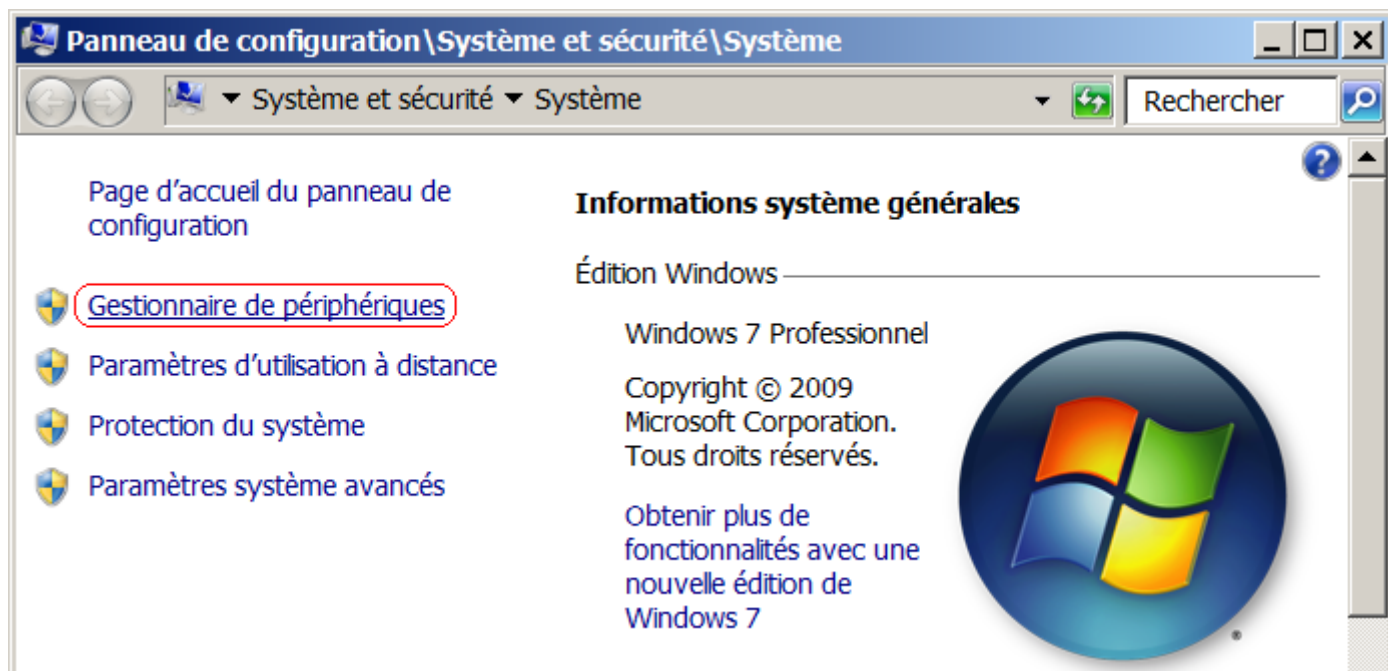 Panneau de configuration\Système et sécurité\Système
Système et sécurité Système
Rechercher
Page d’accueil du panneau de
configuration
Gestionnaire de périphériques
Paramètres d’utilisation à distance
Protection du système
Paramètres système avancés
Informations système générales
Édition Windows
Windows 7 Professionnel
Copyright © 2009
Microsoft Corporation.
Tous droits réservés.
Obtenir plus de
fonctionnalités avec une
nouvelle édition de
Windows 7